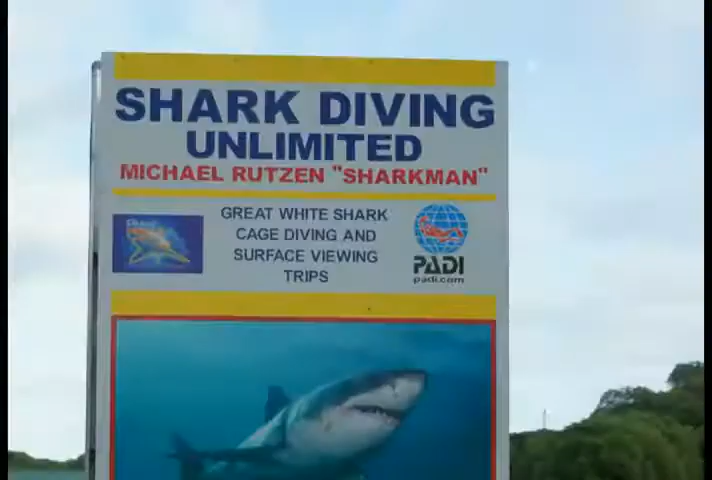 SHARK DIVING
UNLIMITED
MICHAEL RUTZEN "SHARKMAN"
GREAT WHITE SHARK
CAGE DIVING AND
SURFACE VIEWING
TRIPS
PADI
padi.com